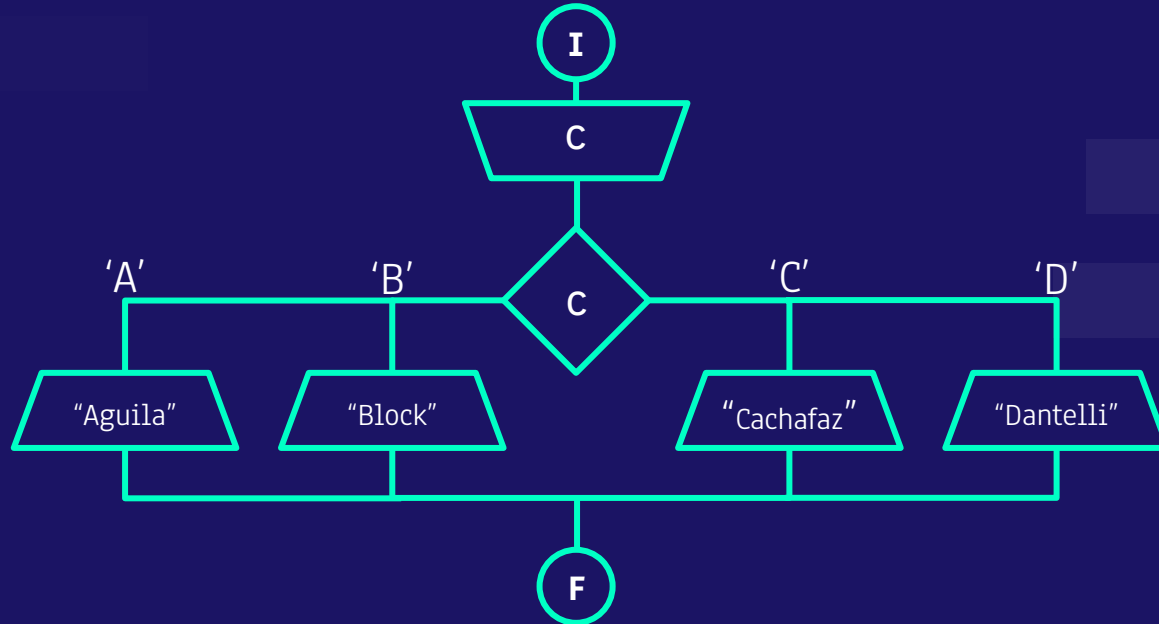 I
C
‘A’
‘B’
C
‘C’
‘D’
“Aguila”
“Block”
“Cachafaz”
“Dantelli”
F